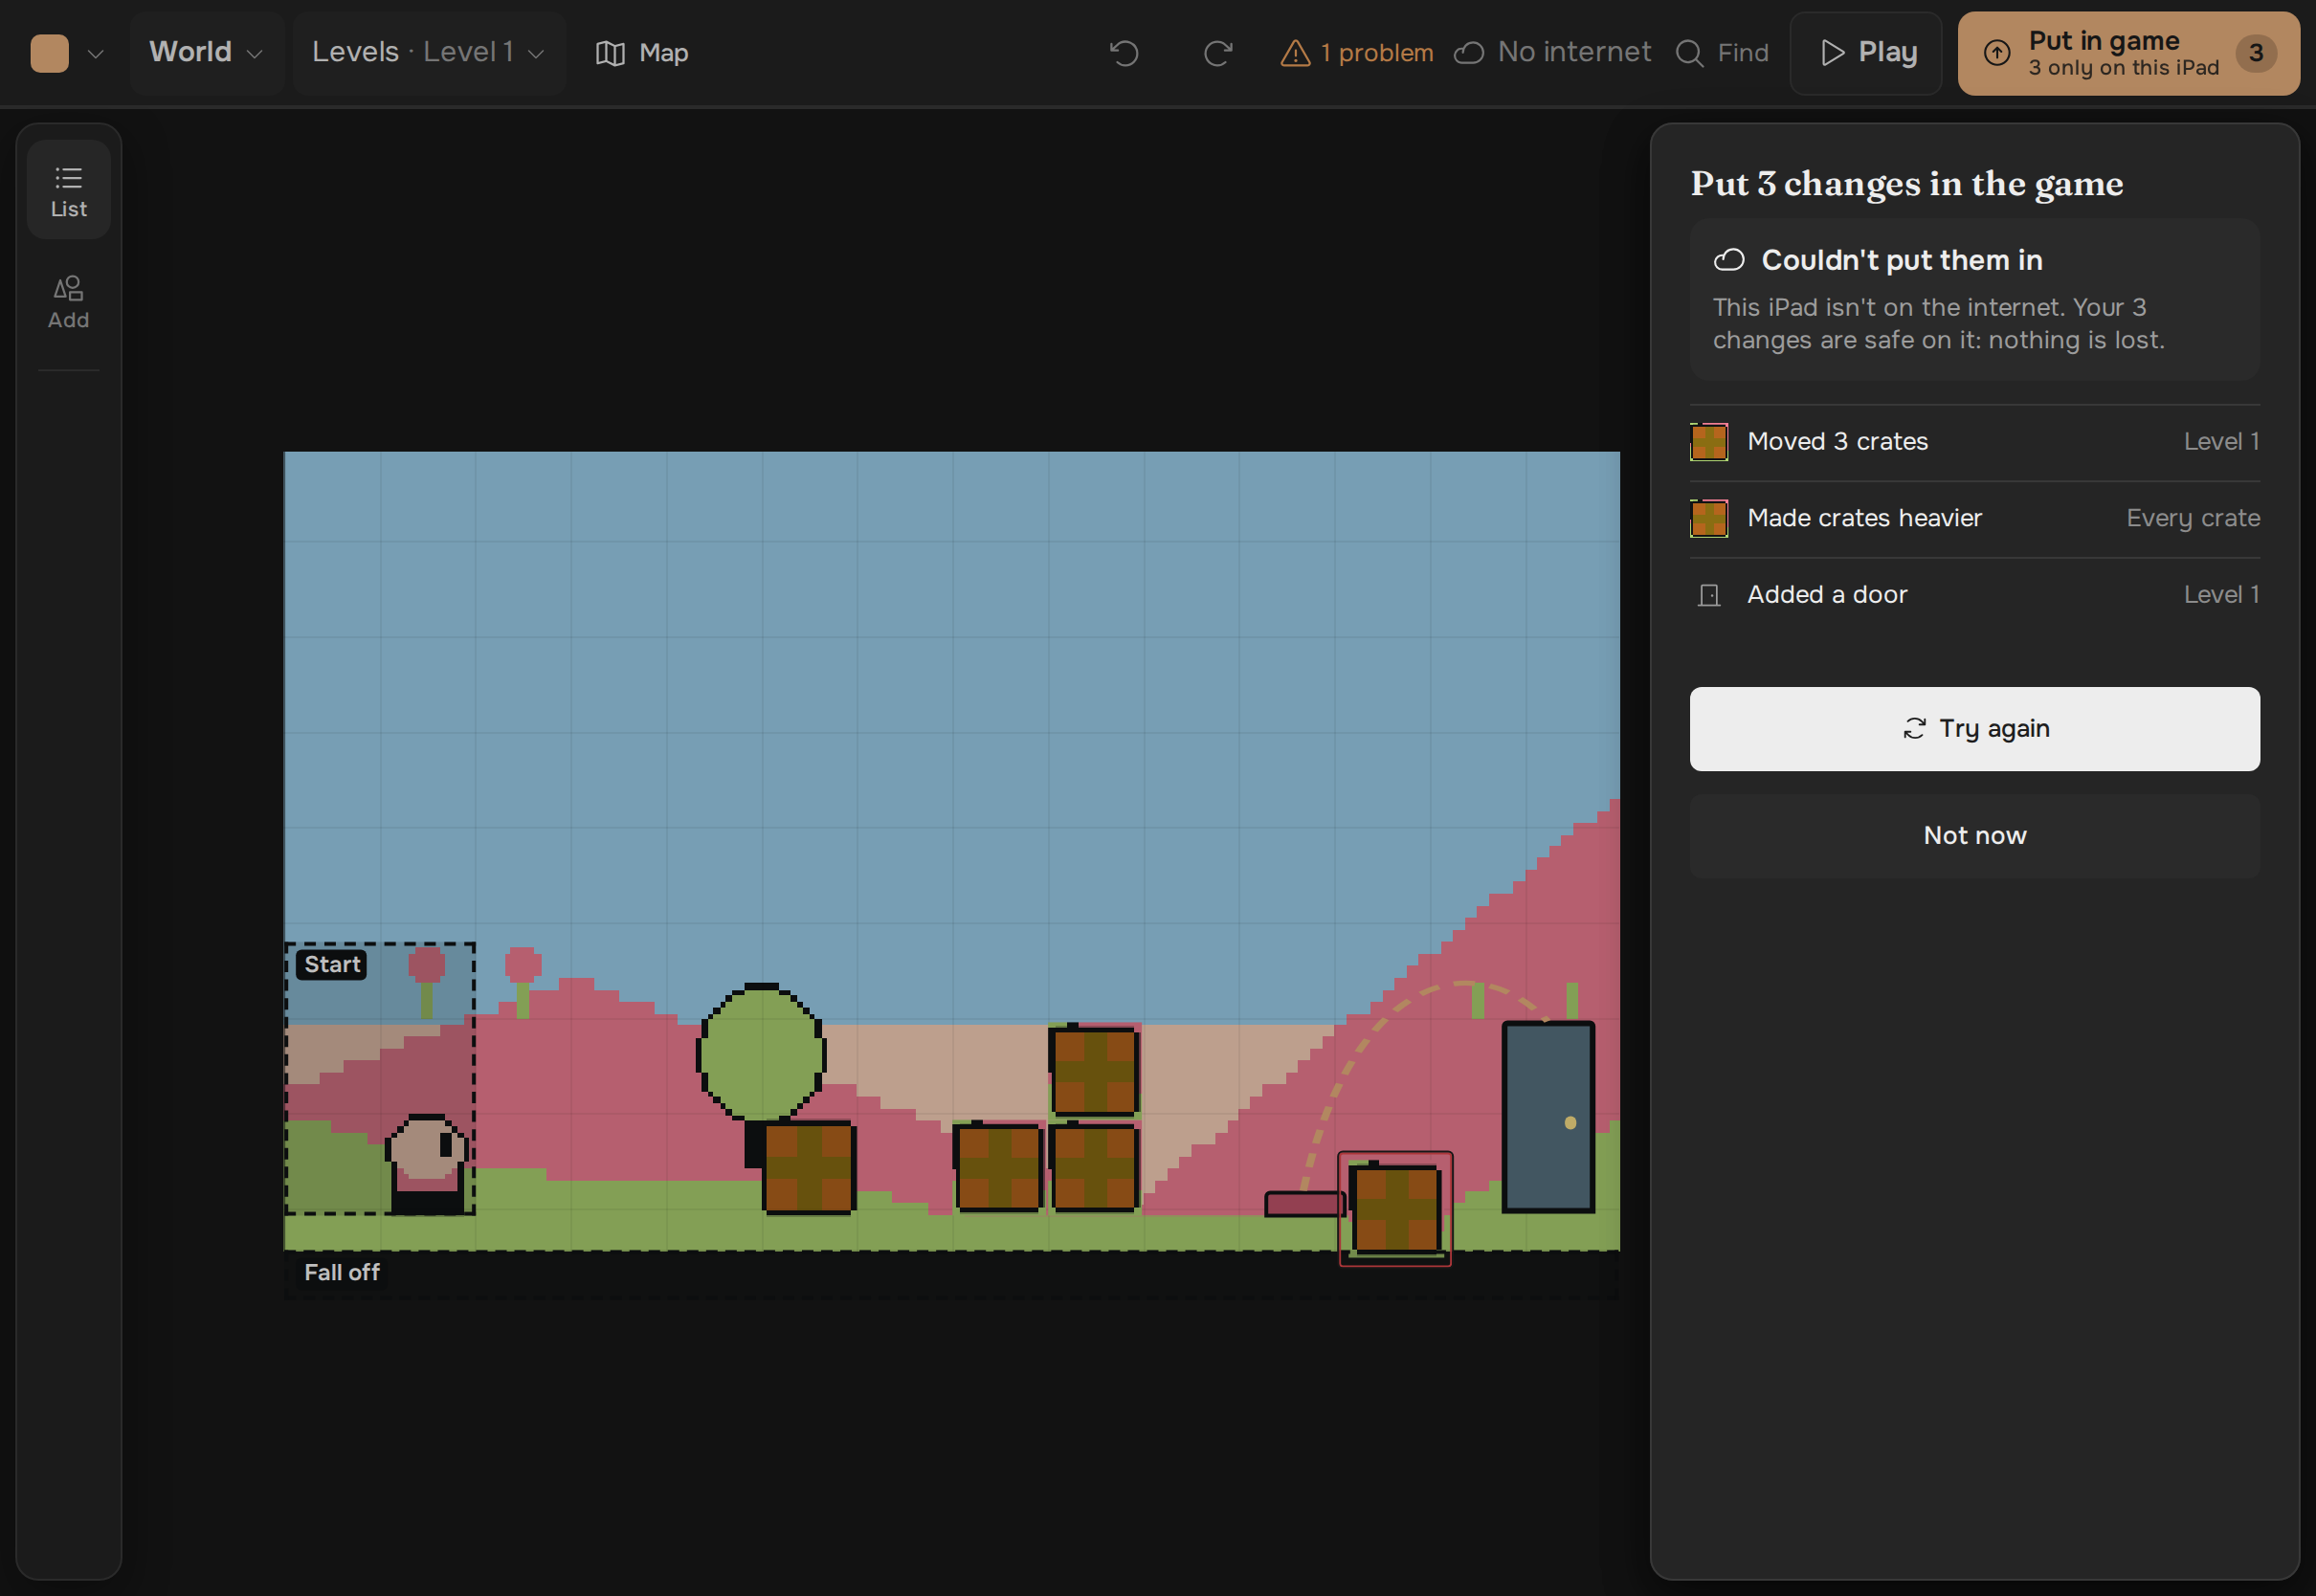 World
Levels · Level 1
Map
1 problem
No internet
Find
Play
Put in game
3 only on this iPad
3
List
Add
Put 3 changes in the game
Couldn't put them in
This iPad isn't on the internet. Your 3
changes are safe on it: nothing is lost.
Moved 3 crates
Level 1
Made crates heavier
Every crate
Added a door
Level 1
Try again
Not now
Start
Fall off